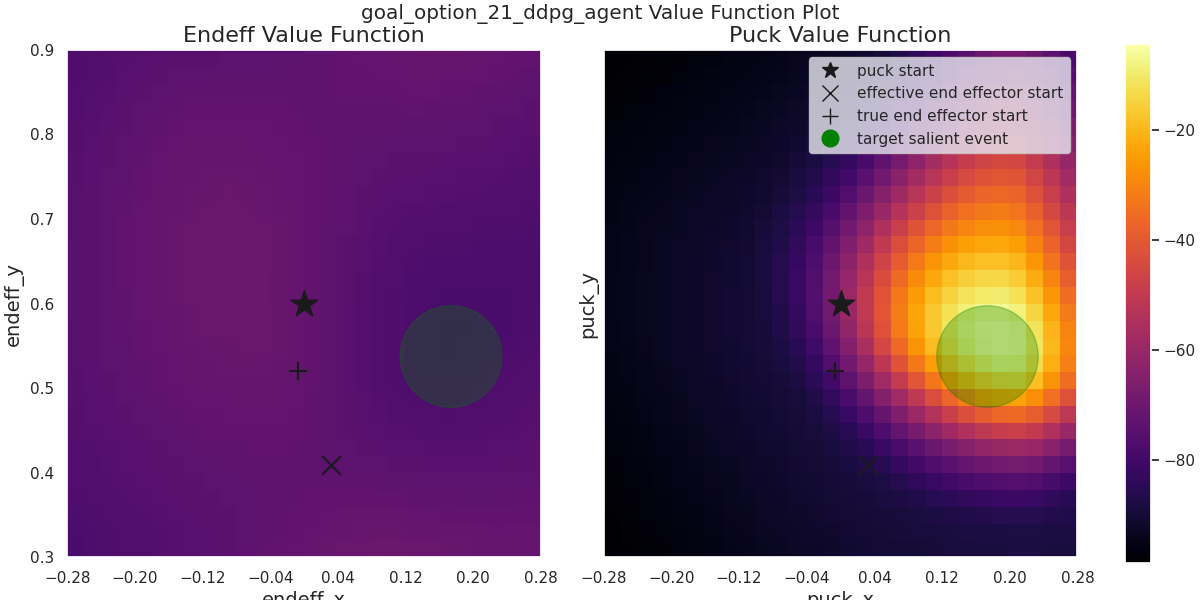 goal_option_21_ddpg_agent Value Function Plot
Endeff Value Function
Puck Value Function
puck start
effective end effector start
true end effector start
target salient event
0.9
0.8
0.7
0.6
0.5
0.4
0.3
endeff_y
puck_y
−0.28 −0.20 −0.12 −0.04 0.04 0.12 0.20 0.28
−0.28 −0.20 −0.12 −0.04 0.04 0.12 0.20 0.28
endeff_x
puck_x
−20
−40
−60
−80